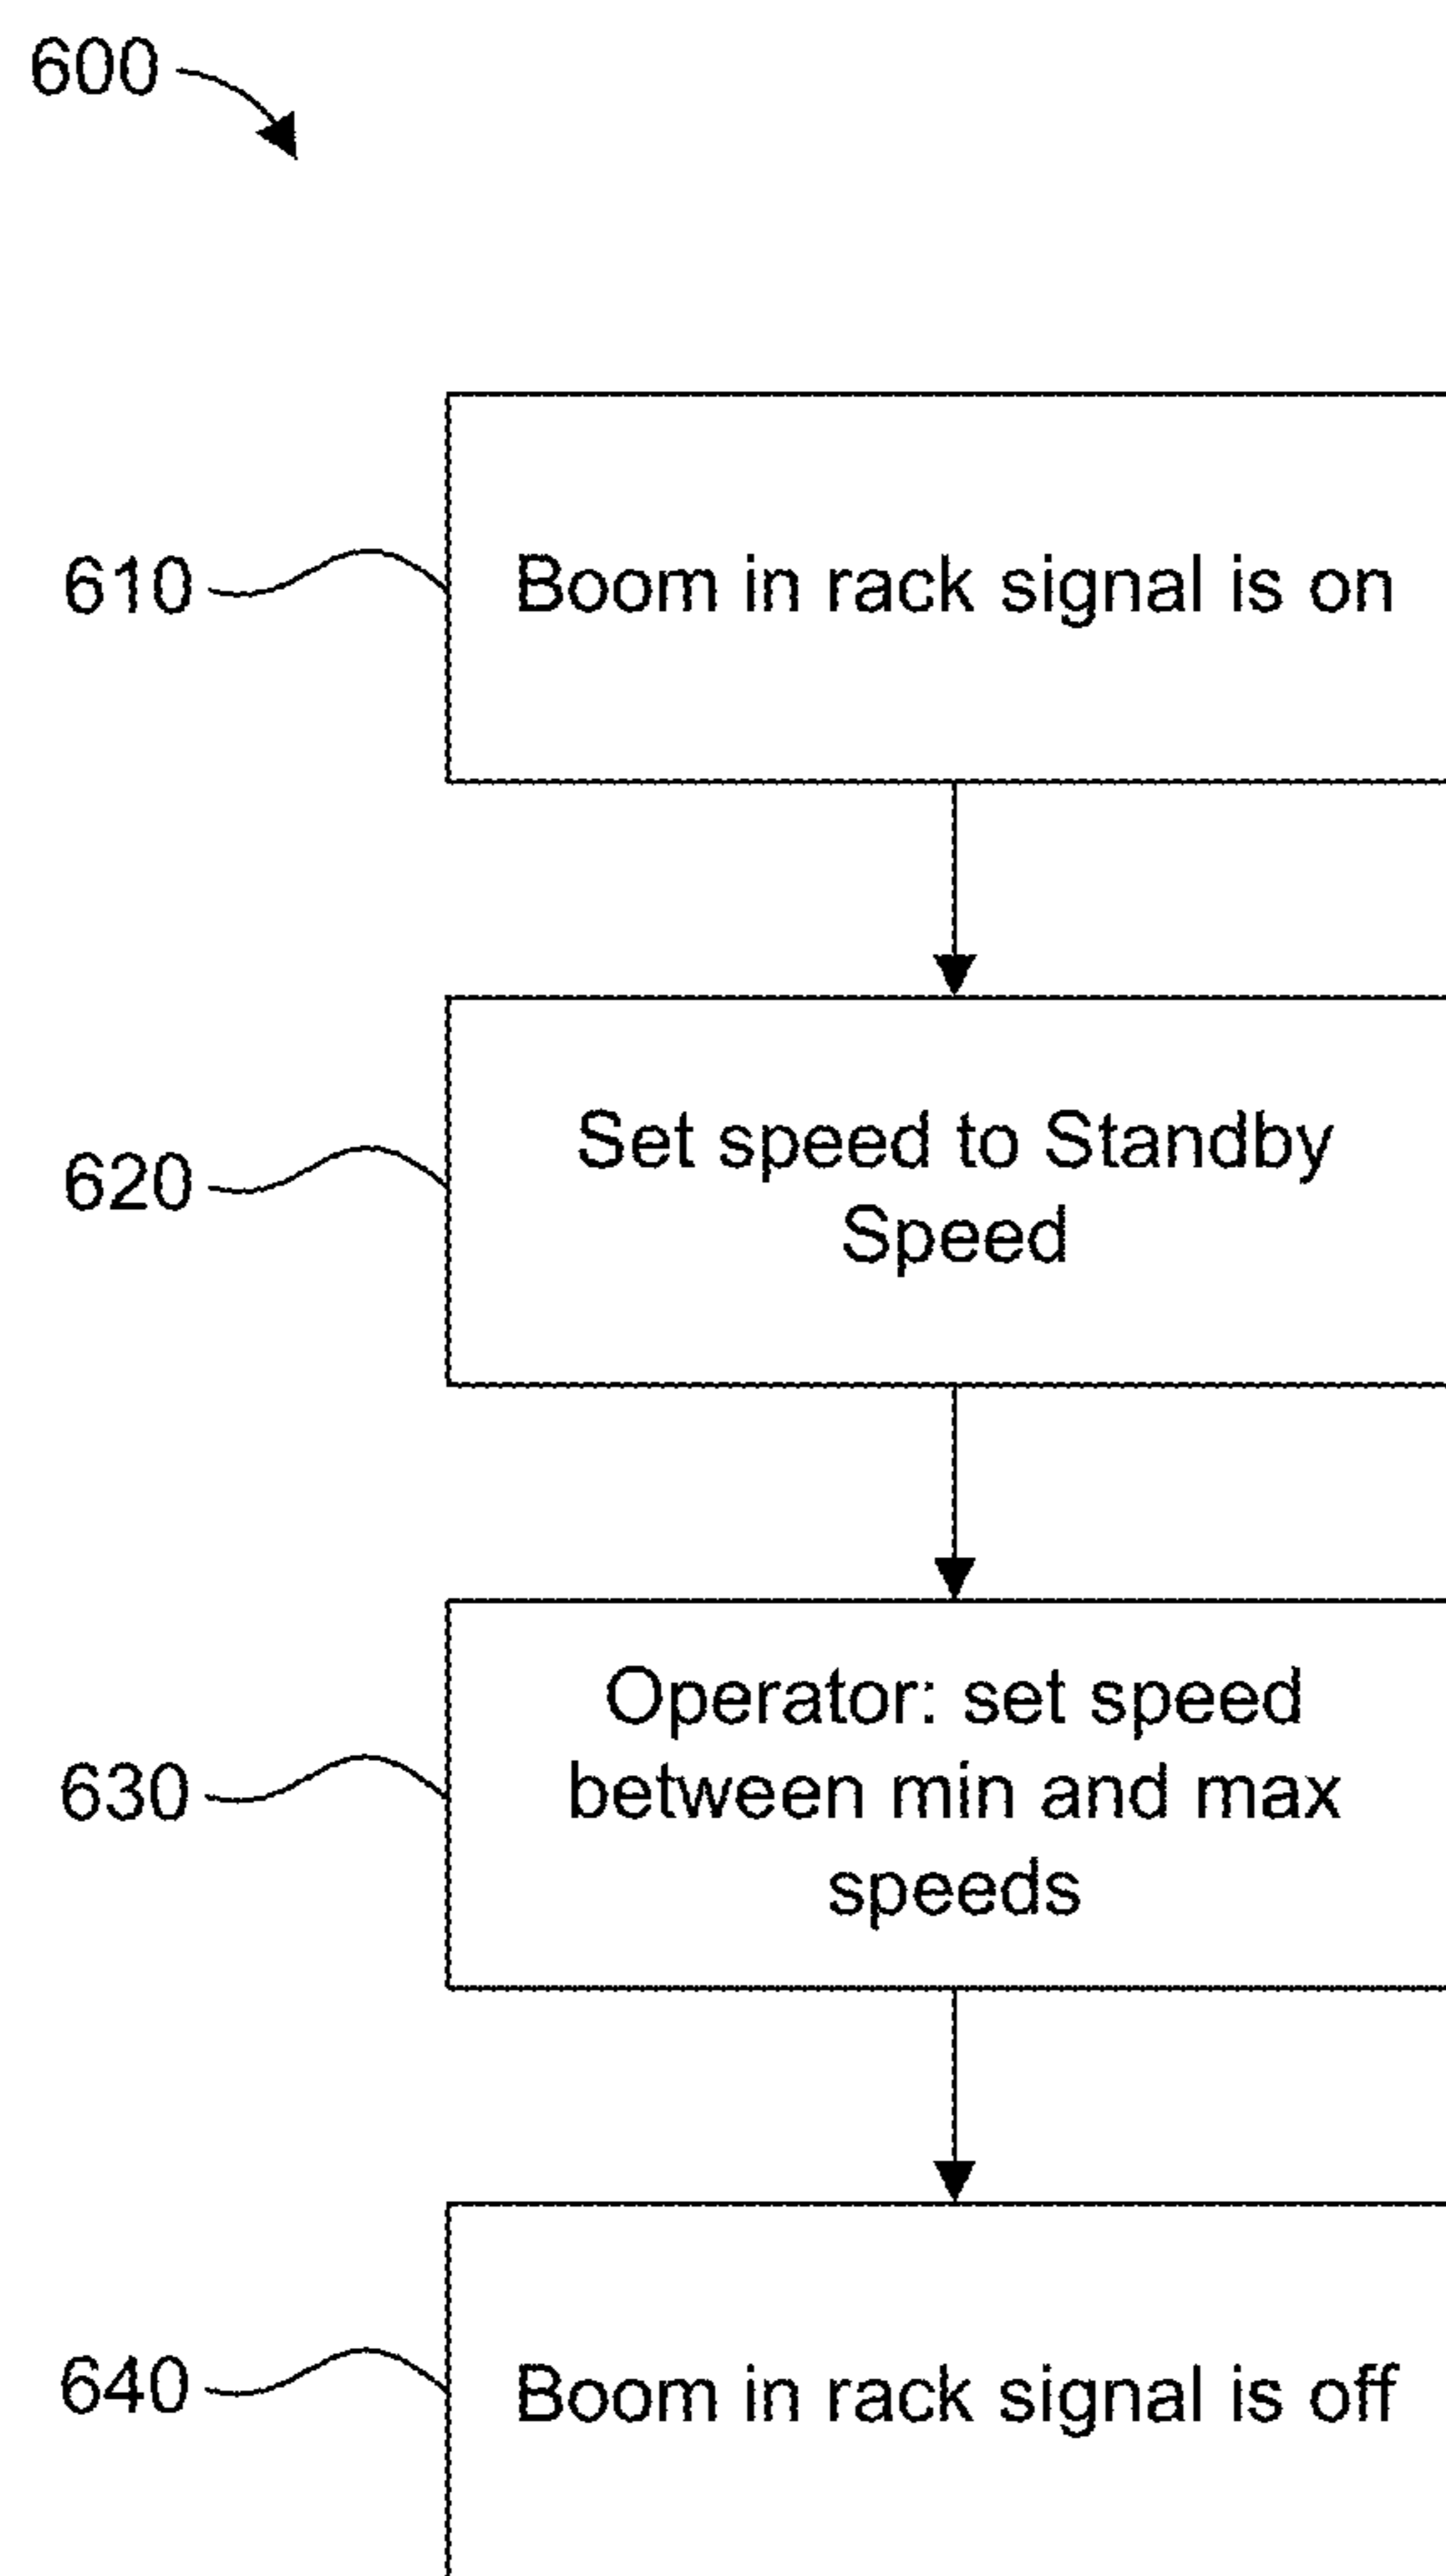 600
610
Boom in rack signal is on
620
Set speed to Standby
Speed
630
Operator: set speed
between min and max
speeds
640
Boom in rack signal is off